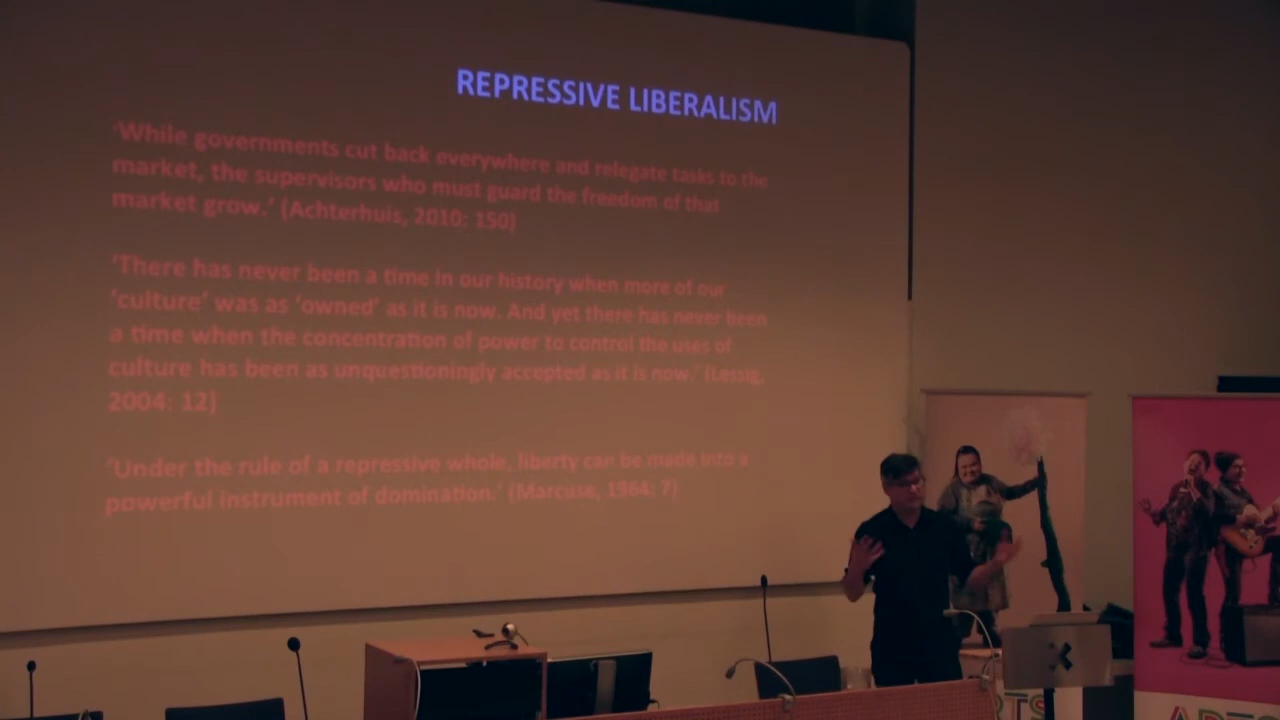 REPRESSIVE LIBERALISM
‘While governments cut back everywhere and relegate tasks to the
market, the supervisors who must guard the freedom of that
market grow.’ (Achterhuis, 2010: 150)
‘There has never been a time in our history when more of our
‘culture’ was as ‘owned’ as it is now. And yet there has never been
a time when the concentration of power to control the uses of
culture has been as unquestioningly accepted as it is now.’ (Lessig,
2004: 12)
‘Under the rule of a repressive whole, liberty can be made into a
powerful instrument of domination.’ (Marcuse, 1964: 7)